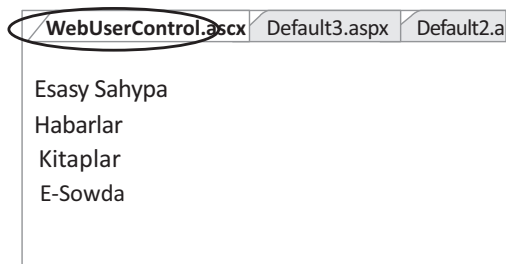 WebUserControl.ascx Default3.aspx Default2.a
Esasy Sahypa
Habarlar
Kitaplar
E-Sowda